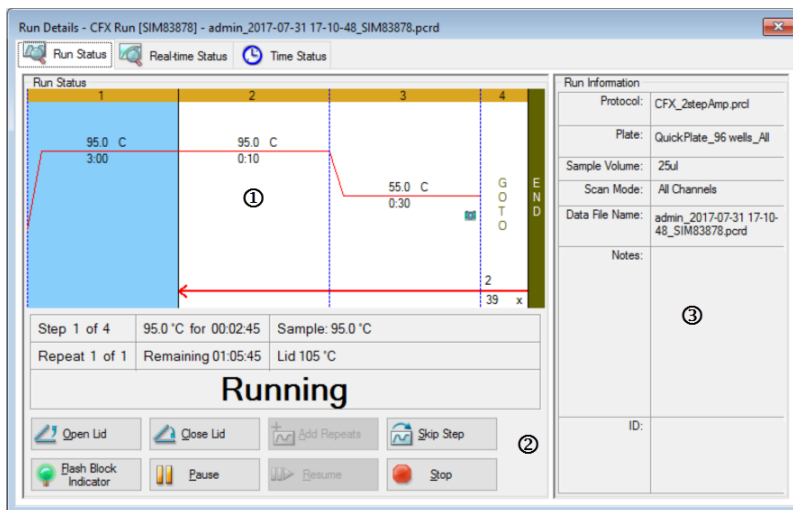 Run Details - CFX Run [SIM83878] - admin_2017-07-31 17-10-48_SIM83878.pcrd
Run Status
Real-time Status
Time Status
Run Status
1 2 3 4
95.0 C
3:00
95.0 C
0:10
55.0 C
0:30
GOTO
END
①
2
39 x
Step 1 of 4
95.0 °C for 00:02:45
Sample: 95.0 °C
Repeat 1 of 1
Remaining 01:05:45
Lid 105 °C
Running
Open Lid
Close Lid
Add Repeats
Skip Step
②
Flash Block
Indicator
Pause
Resume
Stop
Run Information
Protocol: CFX_2stepAmp.prcl
Plate: QuickPlate_96 wells_All
Sample Volume: 25ul
Scan Mode: All Channels
Data File Name: admin_2017-07-31 17-10-
48_SIM83878.pcrd
Notes:
③
ID: